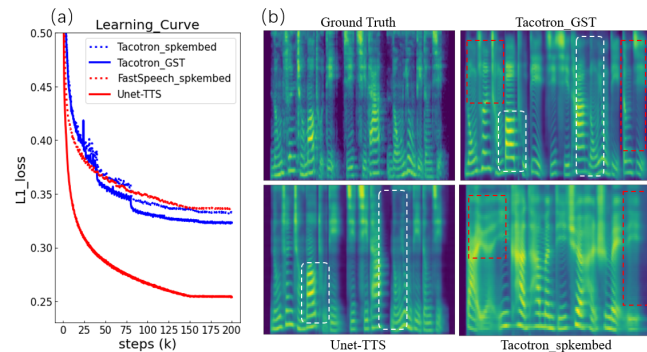 (a) Learning_Curve
L1_loss
0.50
0.45
0.40
0.35
0.30
0.25
Tacotron_spkembed
Tacotron_GST
FastSpeech_spkembed
Unet-TTS
0 25 50 75 100 125 150 175 200
steps (k)
(b) Ground Truth
Tacotron_GST
Unet-TTS
Tacotron_spkembed